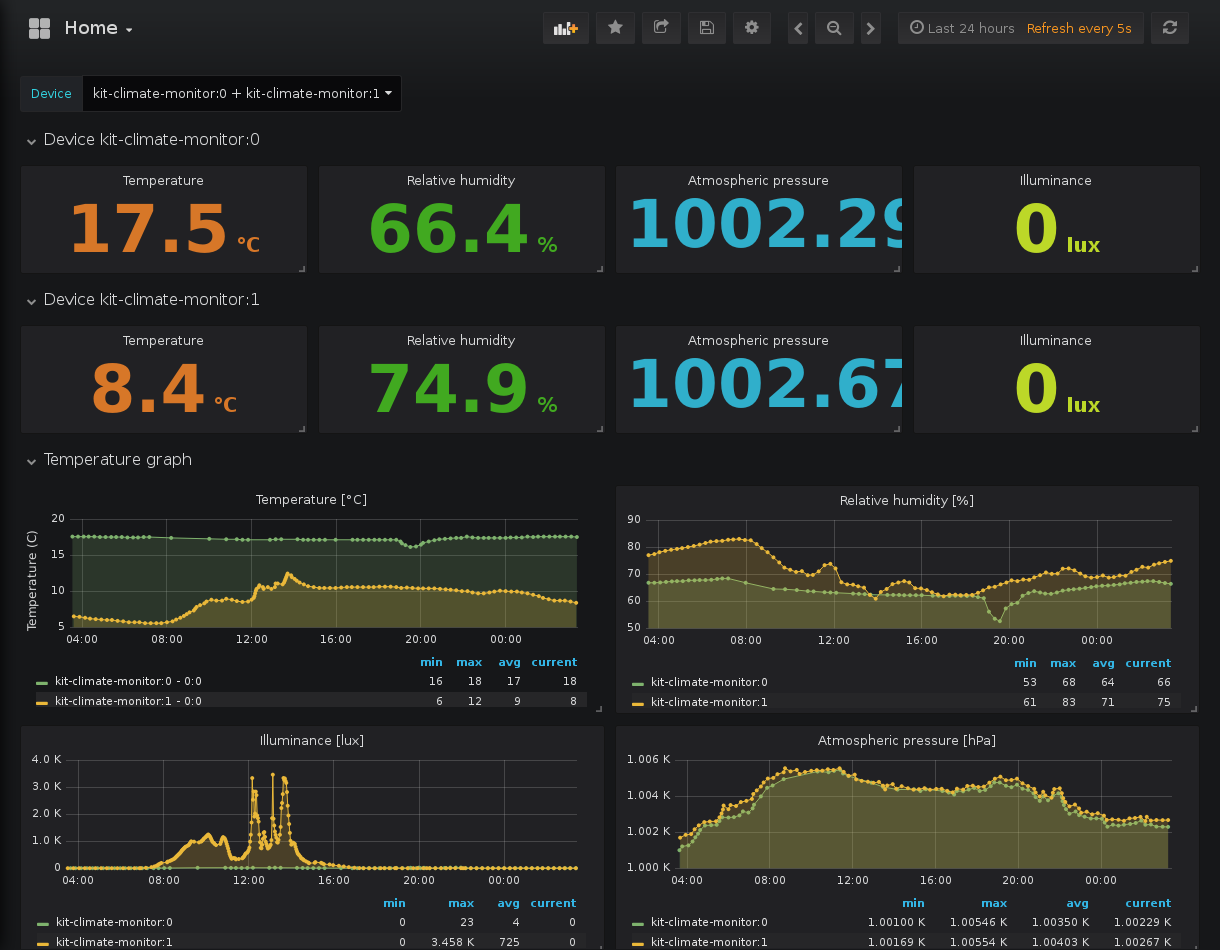 Home
Last 24 hours Refresh every 5s
Device kit-climate-monitor:0 + kit-climate-monitor:1
Device kit-climate-monitor:0
Temperature Relative humidity Atmospheric pressure Illuminance
17.5 °C 66.4 % 1002.29 0 lux
Device kit-climate-monitor:1
Temperature Relative humidity Atmospheric pressure Illuminance
8.4 °C 74.9 % 1002.67 0 lux
Temperature graph
Temperature [°C]
Temperature (C)
20
15
10
5
04:00 08:00 12:00 16:00 20:00 00:00
min max avg current
kit-climate-monitor:0 - 0:0 16 18 17 18
kit-climate-monitor:1 - 0:0 6 12 9 8
Relative humidity [%]
90
80
70
60
50
04:00 08:00 12:00 16:00 20:00 00:00
min max avg current
kit-climate-monitor:0 53 68 64 66
kit-climate-monitor:1 61 83 71 75
Illuminance [lux]
4.0 K
3.0 K
2.0 K
1.0 K
0
04:00 08:00 12:00 16:00 20:00 00:00
min max avg current
kit-climate-monitor:0 0 23 4 0
kit-climate-monitor:1 0 3.458 K 725 0
Atmospheric pressure [hPa]
1.006 K
1.004 K
1.002 K
1.000 K
04:00 08:00 12:00 16:00 20:00 00:00
min max avg current
kit-climate-monitor:0 1.00100 K 1.00546 K 1.00350 K 1.00229 K
kit-climate-monitor:1 1.00169 K 1.00554 K 1.00403 K 1.00267 K